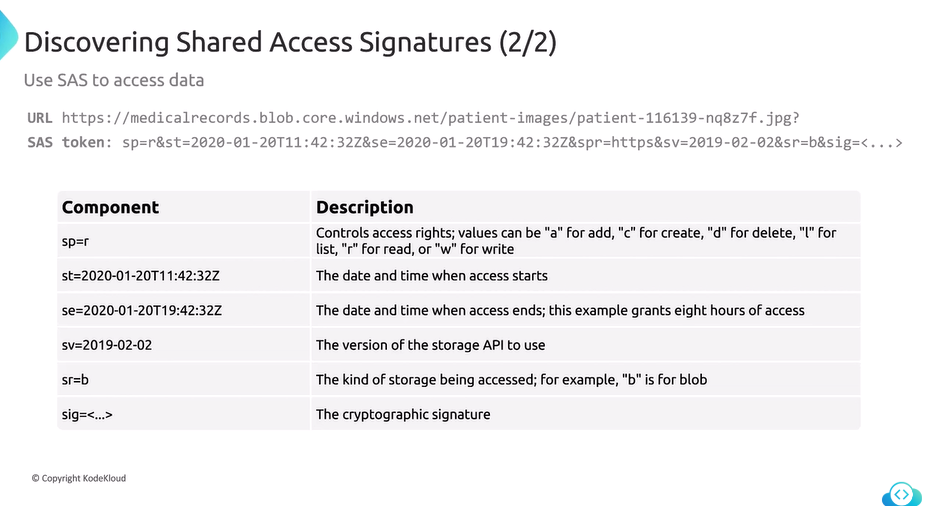 Discovering Shared Access Signatures (2/2)
Use SAS to access data
URL https://medicalrecords.blob.core.windows.net/patient-images/patient-116139-nq8z7f.jpg?
SAS token: sp=r&st=2020-01-20T11:42:32Z&se=2020-01-20T19:42:32Z&spr=https&sv=2019-02-02&sr=b&sig=<...>
Component Description
sp=r Controls access rights; values can be "a" for add, "c" for create, "d" for delete, "l" for
list, "r" for read, or "w" for write
st=2020-01-20T11:42:32Z The date and time when access starts
se=2020-01-20T19:42:32Z The date and time when access ends; this example grants eight hours of access
sv=2019-02-02 The version of the storage API to use
sr=b The kind of storage being accessed; for example, "b" is for blob
sig=<...> The cryptographic signature
© Copyright KodeKloud